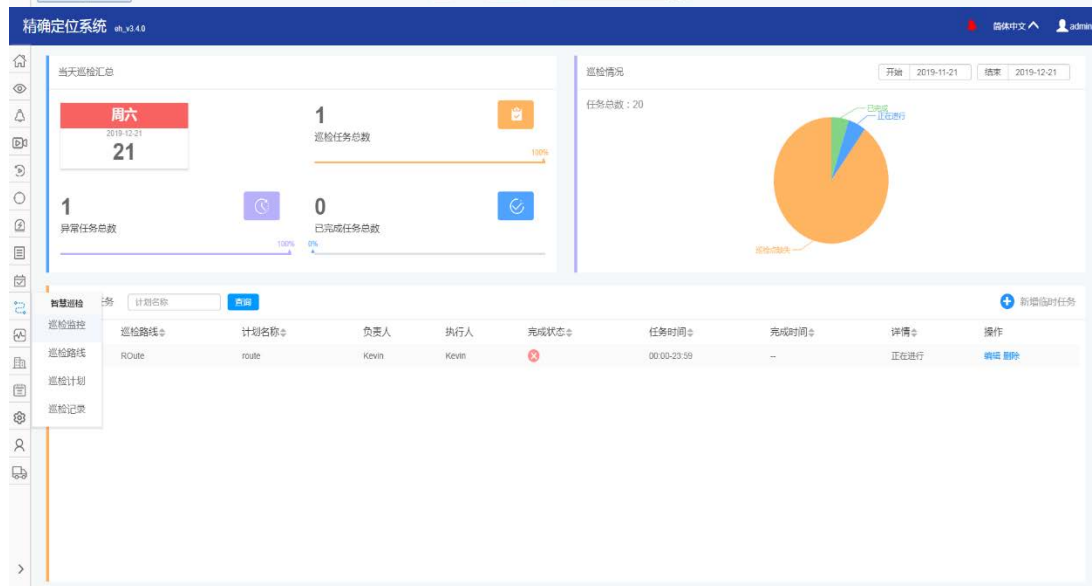 精确定位系统 eh_v3.4.0
简体中文 admin
当天巡检汇总
周六
2019-12-21
21
1
巡检任务总数
100%
1
异常任务总数
100%
0
已完成任务总数
0%
巡检情况
开始 2019-11-21 结束 2019-12-21
任务总数：20
已完成
正在进行
巡检点缺失
智慧巡检
巡检监控
巡检路线
巡检计划
巡检记录
务 计划名称 查询
新增临时任务
巡检路线 计划名称 负责人 执行人 完成状态 任务时间 完成时间 详情 操作
ROute route Kevin Kevin 00:00-23:59 -- 正在进行 编辑 删除